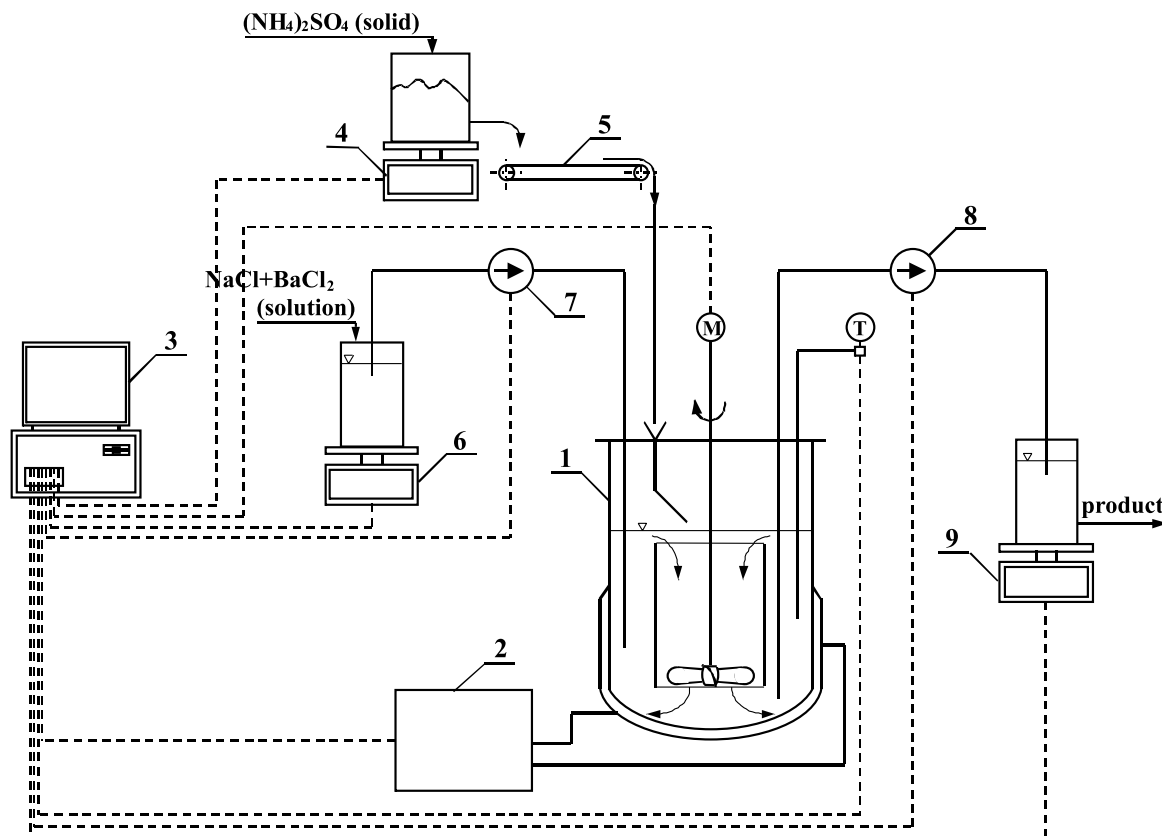 (NH₄)₂SO₄ (solid)
4
5
8
NaCl+BaCl₂
(solution)
7
M
T
3
6
1
product
9
2